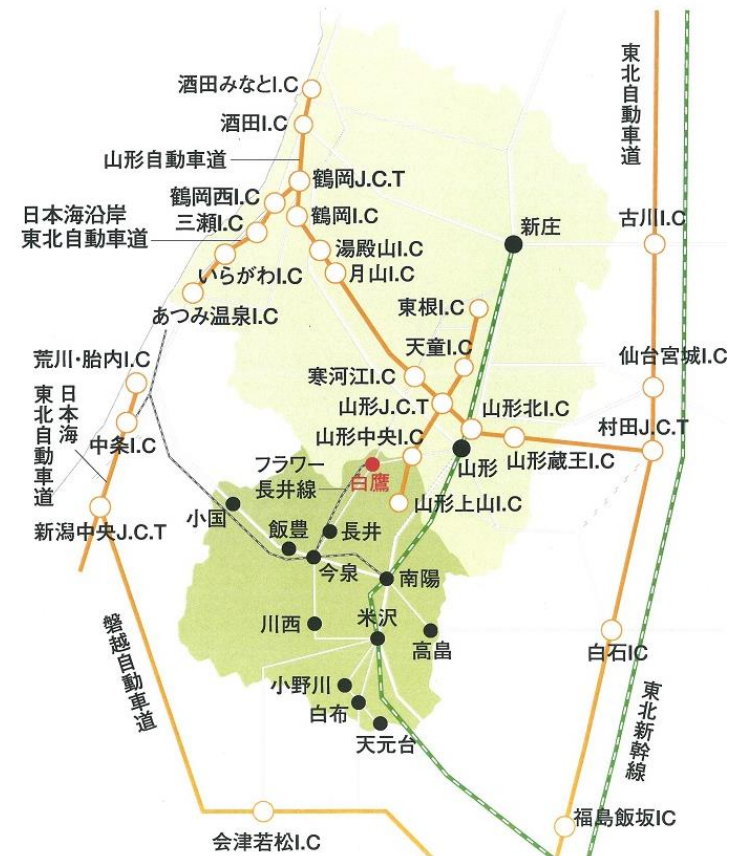 酒田みなとI.C
酒田I.C
山形自動車道
鶴岡J.C.T
鶴岡西I.C
鶴岡I.C
日本海沿岸
東北自動車道
三瀬I.C
湯殿山I.C
月山I.C
いらがわI.C
あつみ温泉I.C
新庄
東北自動車道
古川I.C
東根I.C
天童I.C
寒河江I.C
仙台宮城I.C
荒川・胎内I.C
山形J.C.T
山形北I.C
村田J.C.T
日本海
東北自動車道
中条I.C
山形中央I.C
山形
山形蔵王I.C
フラワー
長井線
白鷹
山形上山I.C
新潟中央J.C.T
小国
飯豊
長井
今泉
南陽
川西
米沢
高畠
白石IC
磐越自動車道
小野川
白布
天元台
東北新幹線
福島飯坂IC
会津若松I.C